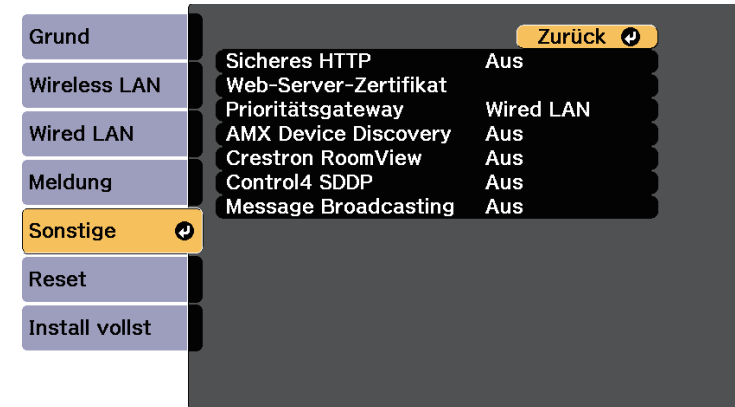 Grund
Wireless LAN
Wired LAN
Meldung
Sonstige
Reset
Install vollst
Zurück
Sicheres HTTP Aus
Web-Server-Zertifikat
Prioritätsgateway Wired LAN
AMX Device Discovery Aus
Crestron RoomView Aus
Control4 SDDP Aus
Message Broadcasting Aus